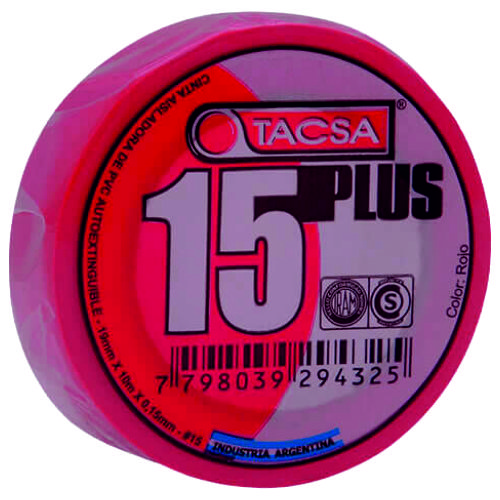 TACSA®
15 PLUS
CINTA AISLADORA DE PVC AUTOEXTINGUIBLE - 19mm X 10m X 0,15mm - #15
IRAM
S
Color: Rojo
7 798039 294325
INDUSTRIA ARGENTINA